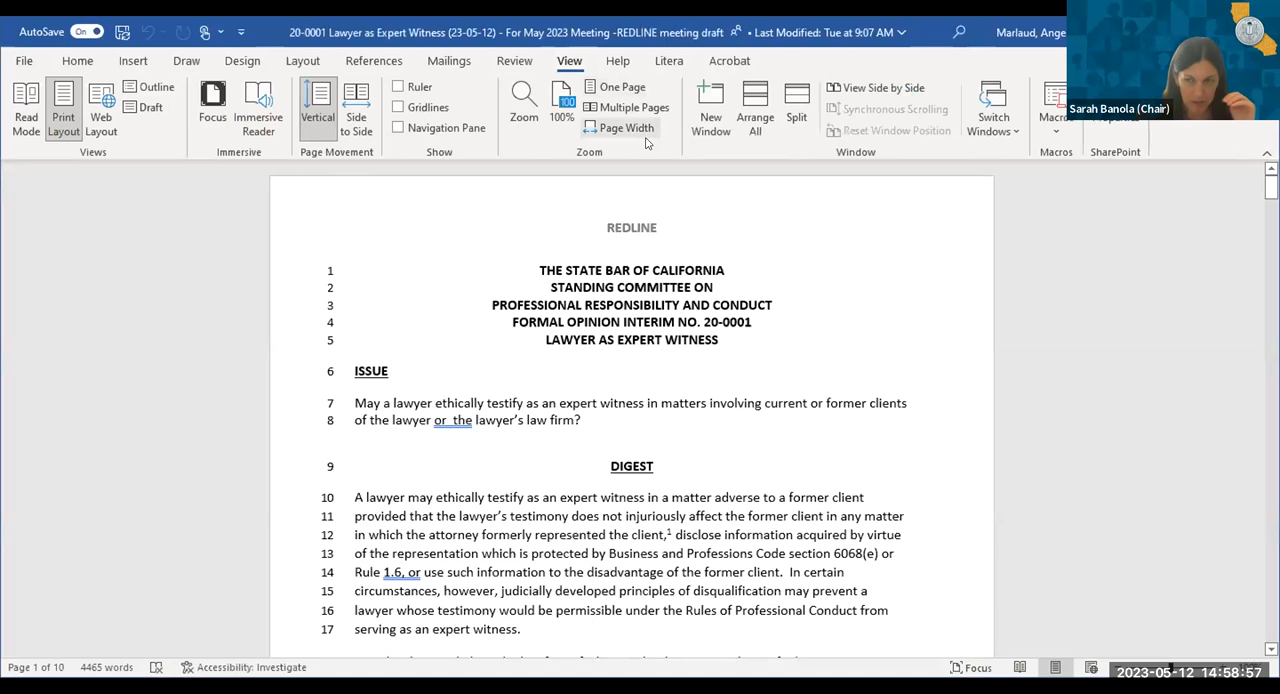 AutoSave On 20-0001 Lawyer as Expert Witness (23-05-12) - For May 2023 Meeting -REDLINE meeting draft • Last Modified: Tue at 9:07 AM Marlaud, Ange
File Home Insert Draw Design Layout References Mailings Review View Help Litera Acrobat
Read Mode
Print Layout
Web Layout
Outline
Draft
Views
Focus
Immersive Reader
Immersive
Vertical
Side to Side
Page Movement
Ruler
Gridlines
Navigation Pane
Show
Zoom
100
100%
One Page
Multiple Pages
Page Width
Zoom
New Window
Arrange All
Split
View Side by Side
Synchronous Scrolling
Reset Window Position
Window
Switch Windows
Macros
Macros
SharePoint
Sarah Banola (Chair)
REDLINE
1 THE STATE BAR OF CALIFORNIA
2 STANDING COMMITTEE ON
3 PROFESSIONAL RESPONSIBILITY AND CONDUCT
4 FORMAL OPINION INTERIM NO. 20-0001
5 LAWYER AS EXPERT WITNESS
6 ISSUE
7 May a lawyer ethically testify as an expert witness in matters involving current or former clients
8 of the lawyer or the lawyer's law firm?
9 DIGEST
10 A lawyer may ethically testify as an expert witness in a matter adverse to a former client
11 provided that the lawyer's testimony does not injuriously affect the former client in any matter
12 in which the attorney formerly represented the client,1 disclose information acquired by virtue
13 of the representation which is protected by Business and Professions Code section 6068(e) or
14 Rule 1.6, or use such information to the disadvantage of the former client. In certain
15 circumstances, however, judicially developed principles of disqualification may prevent a
16 lawyer whose testimony would be permissible under the Rules of Professional Conduct from
17 serving as an expert witness.
Page 1 of 10 4465 words Accessibility: Investigate Focus
2023-05-12 14:58:57